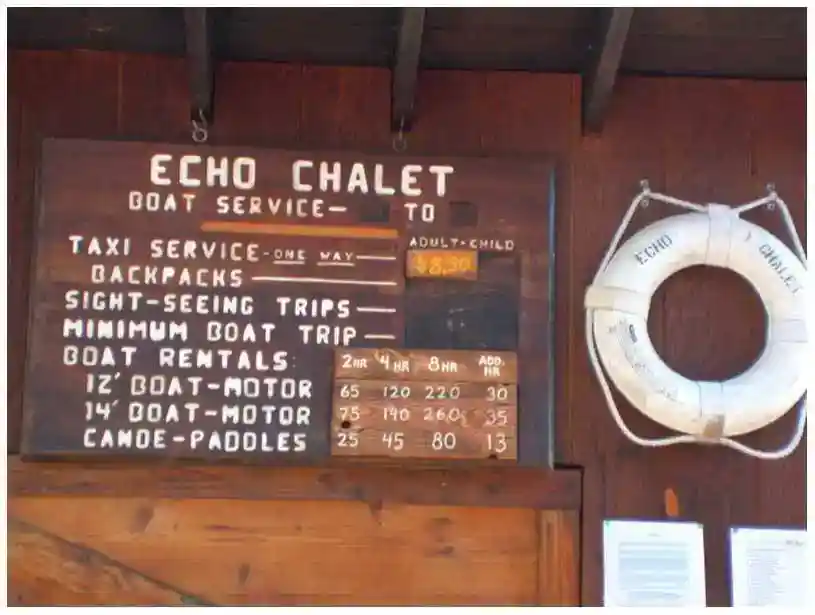 ECHO CHALET
BOAT SERVICE— TO
ADULT-CHILD
TAXI SERVICE-ONE WAY— $8.50
BACKPACKS—
SIGHT-SEEING TRIPS—
MINIMUM BOAT TRIP—
BOAT RENTALS: 2HR 4HR 8HR ADD. HR
12' BOAT-MOTOR 65 120 220 30
14' BOAT-MOTOR 75 140 260 35
CANOE-PADDLES 25 45 80 13
ECHO CHALET